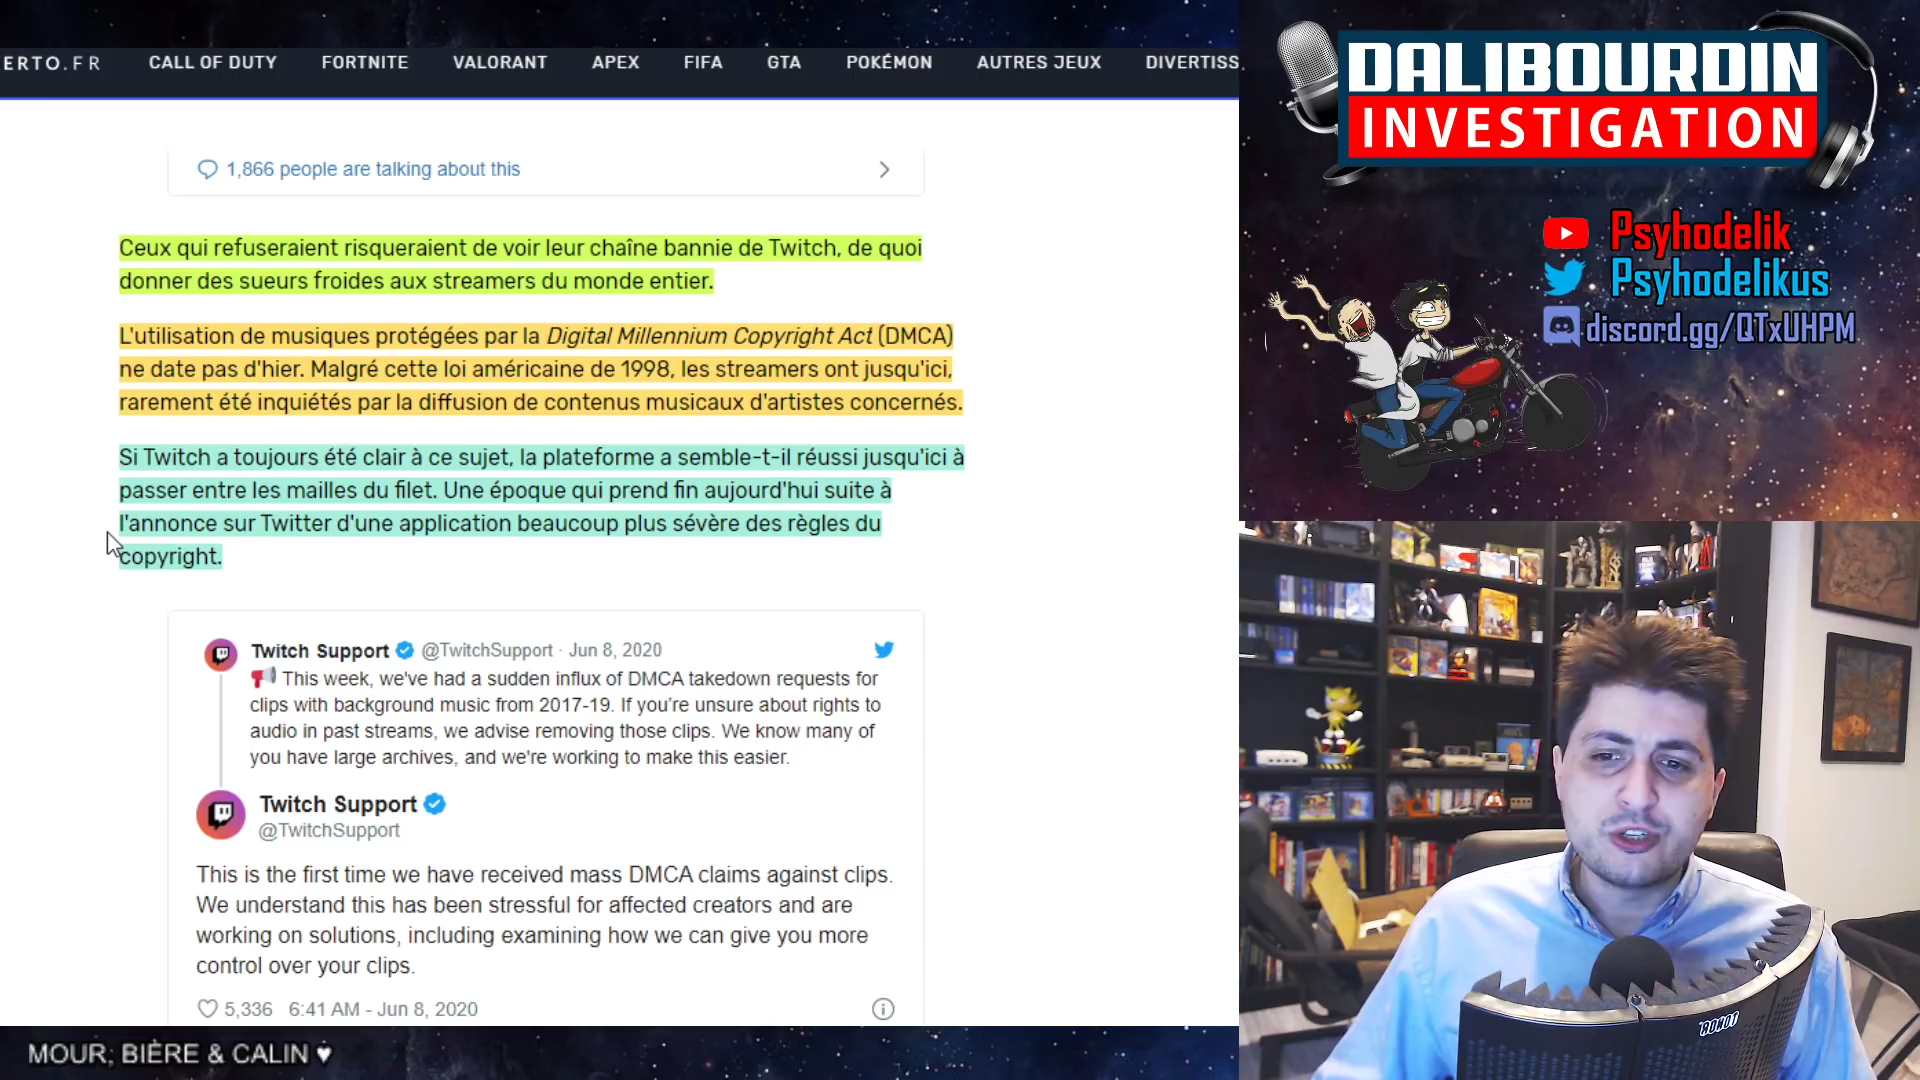 ERTO.FR CALL OF DUTY FORTNITE VALORANT APEX FIFA GTA POKÉMON AUTRES JEUX DIVERTISS
1,866 people are talking about this
Ceux qui refuseraient risqueraient de voir leur chaîne bannie de Twitch, de quoi
donner des sueurs froides aux streamers du monde entier.
L'utilisation de musiques protégées par la Digital Millennium Copyright Act (DMCA)
ne date pas d'hier. Malgré cette loi américaine de 1998, les streamers ont jusqu'ici,
rarement été inquiétés par la diffusion de contenus musicaux d'artistes concernés.
Si Twitch a toujours été clair à ce sujet, la plateforme a semble-t-il réussi jusqu'ici à
passer entre les mailles du filet. Une époque qui prend fin aujourd'hui suite à
l'annonce sur Twitter d'une application beaucoup plus sévère des règles du
copyright.
Twitch Support @TwitchSupport · Jun 8, 2020
This week, we've had a sudden influx of DMCA takedown requests for
clips with background music from 2017-19. If you're unsure about rights to
audio in past streams, we advise removing those clips. We know many of
you have large archives, and we're working to make this easier.
Twitch Support
@TwitchSupport
This is the first time we have received mass DMCA claims against clips.
We understand this has been stressful for affected creators and are
working on solutions, including examining how we can give you more
control over your clips.
5,336 6:41 AM - Jun 8, 2020
MOUR; BIÈRE & CALIN ♥
DALIBOURDIN
INVESTIGATION
Psyhodelik
Psyhodelikus
discord.gg/QTxUHPM